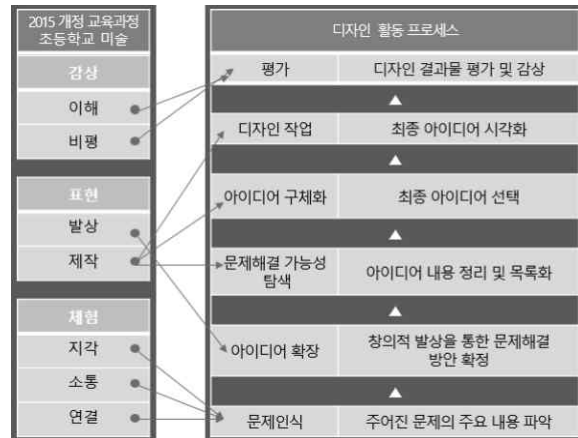 2015 개정 교육과정
초등학교 미술
감상
이해
비평
표현
발상
제작
체험
지각
소통
연결
디자인 활동 프로세스
평가
디자인 결과물 평가 및 감상
디자인 작업
최종 아이디어 시각화
아이디어 구체화
최종 아이디어 선택
문제해결 가능성
탐색
아이디어 내용 정리 및 목록화
아이디어 확장
창의적 발상을 통한 문제해결
방안 확정
문제인식
주어진 문제의 주요 내용 파악